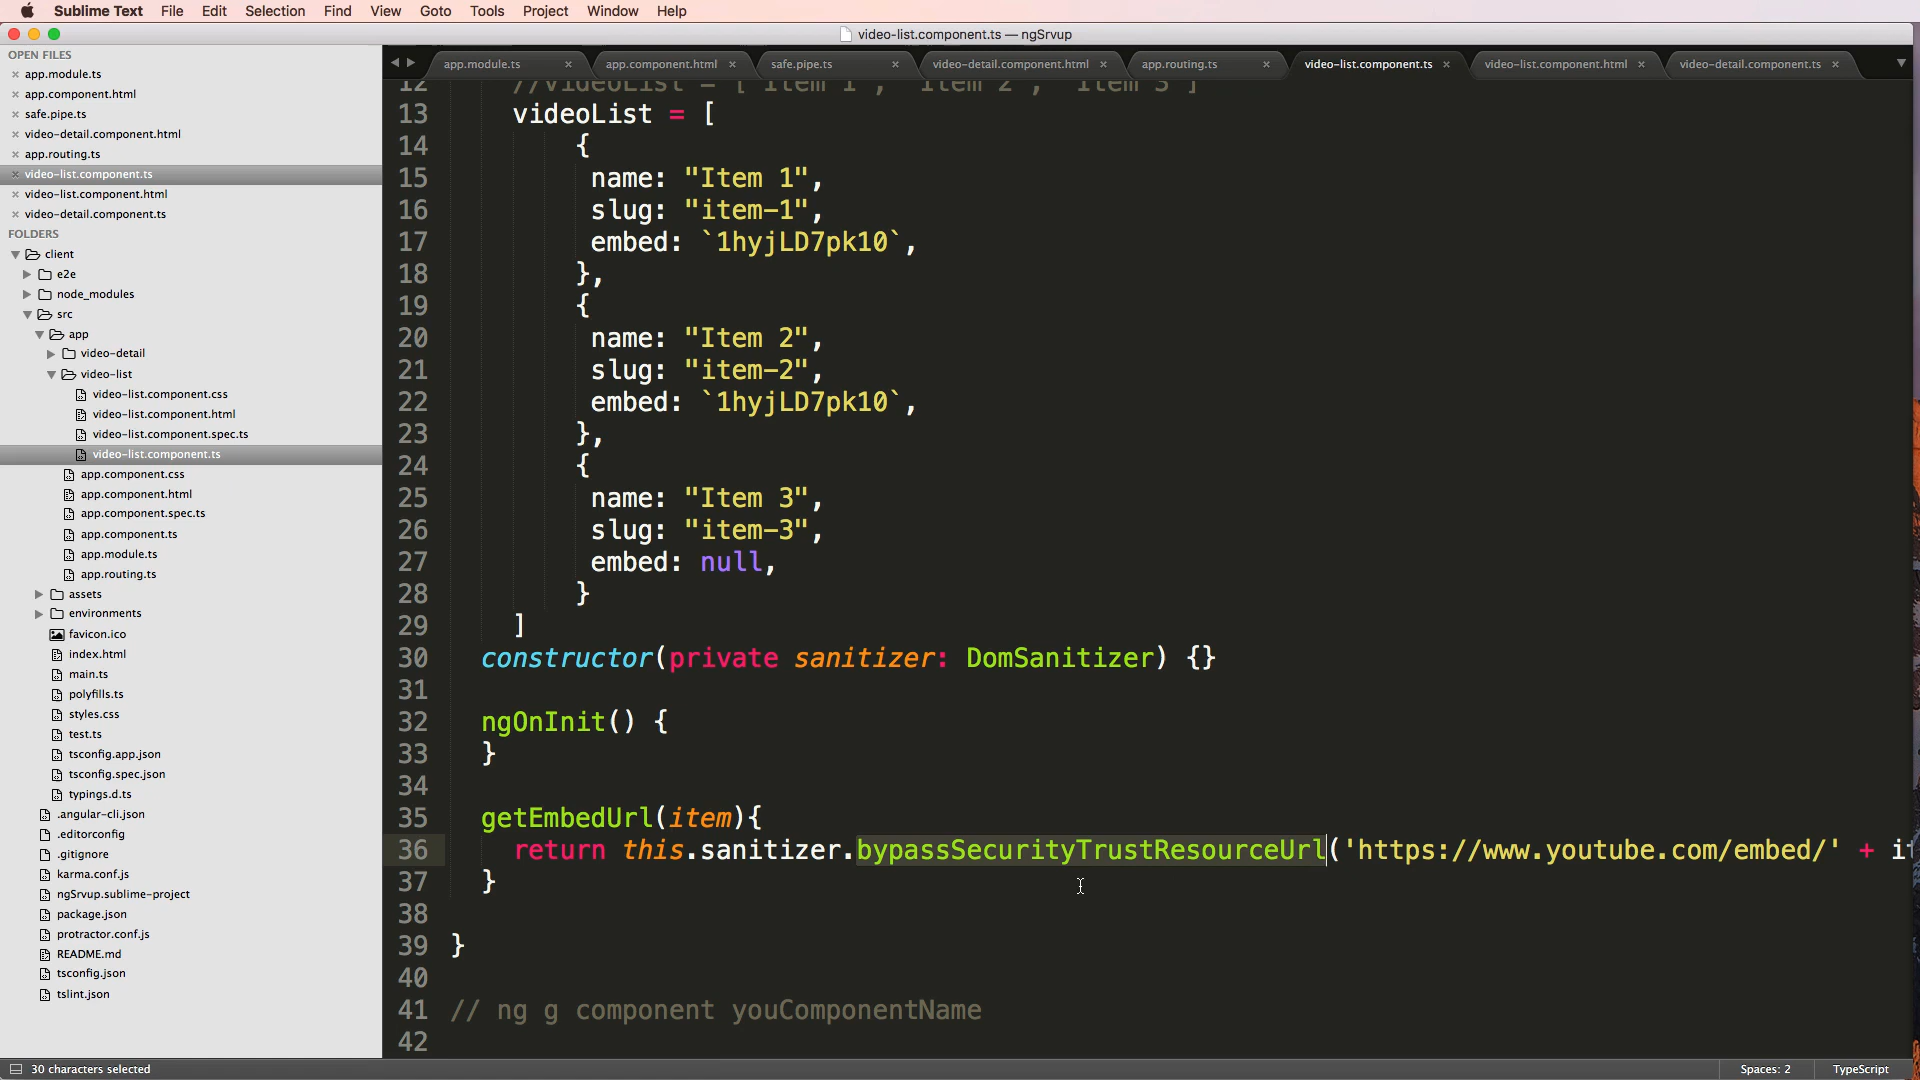 Sublime Text File Edit Selection Find View Goto Tools Project Window Help
video-list.component.ts — ngSrvup
OPEN FILES
app.module.ts
app.component.html
safe.pipe.ts
video-detail.component.html
app.routing.ts
video-list.component.ts
video-list.component.html
video-detail.component.ts
FOLDERS
client
e2e
node_modules
src
app
video-detail
video-list
video-list.component.css
video-list.component.html
video-list.component.spec.ts
video-list.component.ts
app.component.css
app.component.html
app.component.spec.ts
app.component.ts
app.module.ts
app.routing.ts
assets
environments
favicon.ico
index.html
main.ts
polyfills.ts
styles.css
test.ts
tsconfig.app.json
tsconfig.spec.json
typings.d.ts
.angular-cli.json
.editorconfig
.gitignore
karma.conf.js
ngSrvup.sublime-project
package.json
protractor.conf.js
README.md
tsconfig.json
tslint.json
app.module.ts app.component.html safe.pipe.ts video-detail.component.html app.routing.ts video-list.component.ts video-list.component.html video-detail.component.ts
12 //videoList = ["Item 1", "Item 2", "Item 3"]
13 videoList = [
14 {
15 name: "Item 1",
16 slug: "item-1",
17 embed: `1hyjLD7pk10`,
18 },
19 {
20 name: "Item 2",
21 slug: "item-2",
22 embed: `1hyjLD7pk10`,
23 },
24 {
25 name: "Item 3",
26 slug: "item-3",
27 embed: null,
28 }
29 ]
30 constructor(private sanitizer: DomSanitizer) {}
31
32 ngOnInit() {
33 }
34
35 getEmbedUrl(item){
36 return this.sanitizer.bypassSecurityTrustResourceUrl('https://www.youtube.com/embed/' + it
37 }
38
39 }
40
41 // ng g component youComponentName
42
30 characters selected Spaces: 2 TypeScript